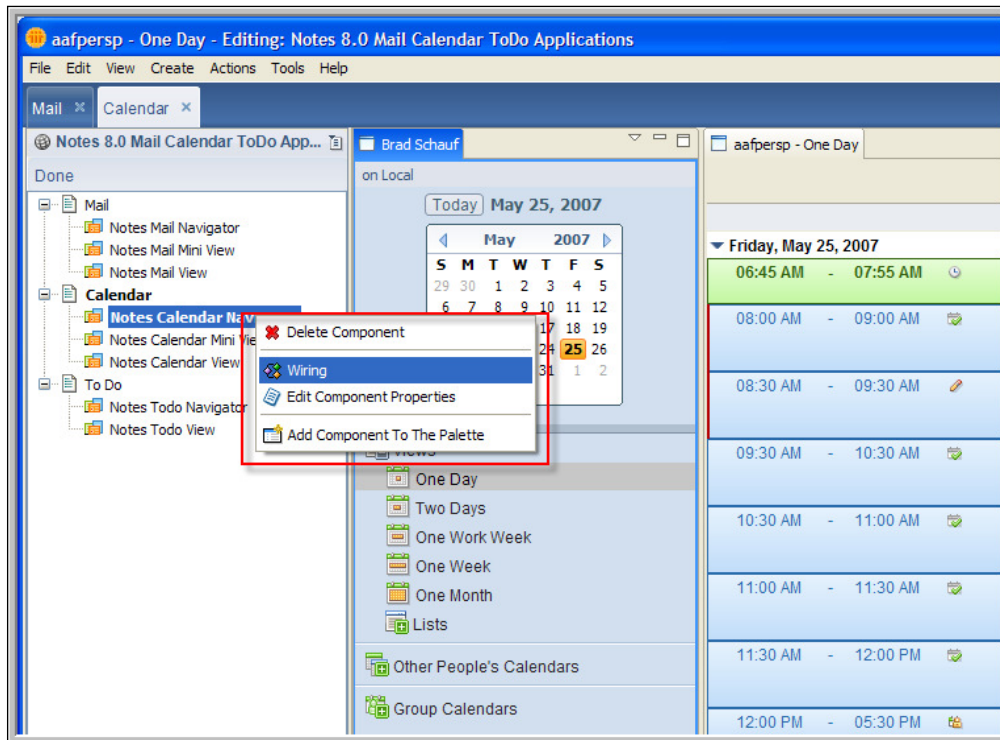 aafpersp - One Day - Editing: Notes 8.0 Mail Calendar ToDo Applications
File Edit View Create Actions Tools Help
Mail
Calendar
Notes 8.0 Mail Calendar ToDo App...
Done
Mail
Notes Mail Navigator
Notes Mail Mini View
Notes Mail View
Calendar
Notes Calendar Nav
Notes Calendar Mini Vie
Notes Calendar View
To Do
Notes Todo Navigator
Notes Todo View
Delete Component
Wiring
Edit Component Properties
Add Component To The Palette
Brad Schauf
on Local
Today May 25, 2007
May 2007
S M T W T F S
29 30 1 2 3 4 5
6 7 8 9 10 11 12
17 18 19
24 25 26
31 1 2
Views
One Day
Two Days
One Work Week
One Week
One Month
Lists
Other People's Calendars
Group Calendars
aafpersp - One Day
Friday, May 25, 2007
06:45 AM - 07:55 AM
08:00 AM - 09:00 AM
08:30 AM - 09:30 AM
09:30 AM - 10:30 AM
10:30 AM - 11:00 AM
11:00 AM - 11:30 AM
11:30 AM - 12:00 PM
12:00 PM - 05:30 PM